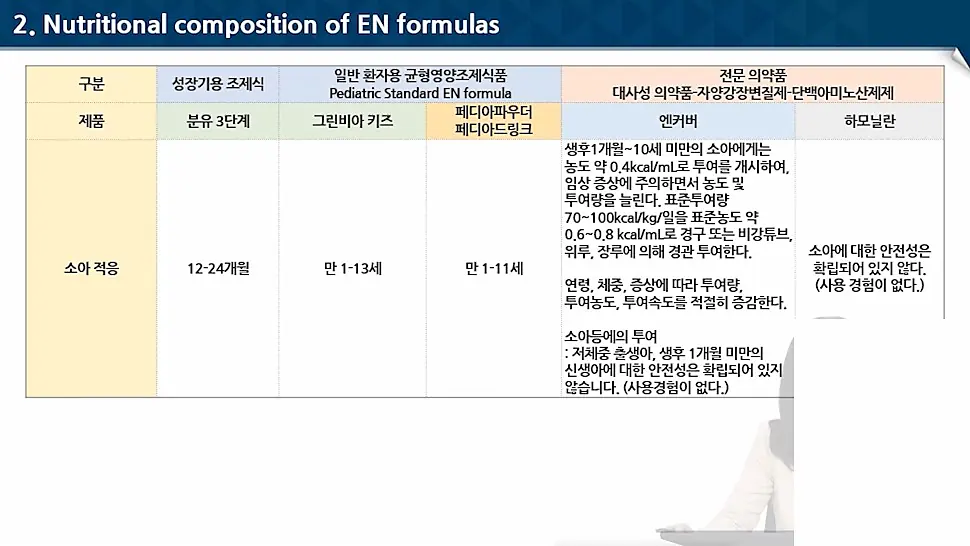 2. Nutritional composition of EN formulas
구분
성장기용 조제식
일반 환자용 균형영양조제식품
Pediatric Standard EN formula
전문 의약품
대사성 의약품-자양강장변질제-단백아미노산제제
제품
분유 3단계
그린비아 키즈
페디아파우더
페디아드링크
엔커버
하모닐란
소아 적응
12-24개월
만 1-13세
만 1-11세
생후1개월~10세 미만의 소아에게는
농도 약 0.4kcal/mL로 투여를 개시하여,
임상 증상에 주의하면서 농도 및
투여량을 늘린다. 표준투여량
70~100kcal/kg/일을 표준농도 약
0.6~0.8 kcal/mL로 경구 또는 비강튜브,
위루, 장루에 의해 경관 투여한다.
연령, 체중, 증상에 따라 투여량,
투여농도, 투여속도를 적절히 증감한다.
소아등에의 투여
: 저체중 출생아, 생후 1개월 미만의
신생아에 대한 안전성은 확립되어 있지
않습니다. (사용경험이 없다.)
소아에 대한 안전성은
확립되어 있지 않다.
(사용 경험이 없다.)